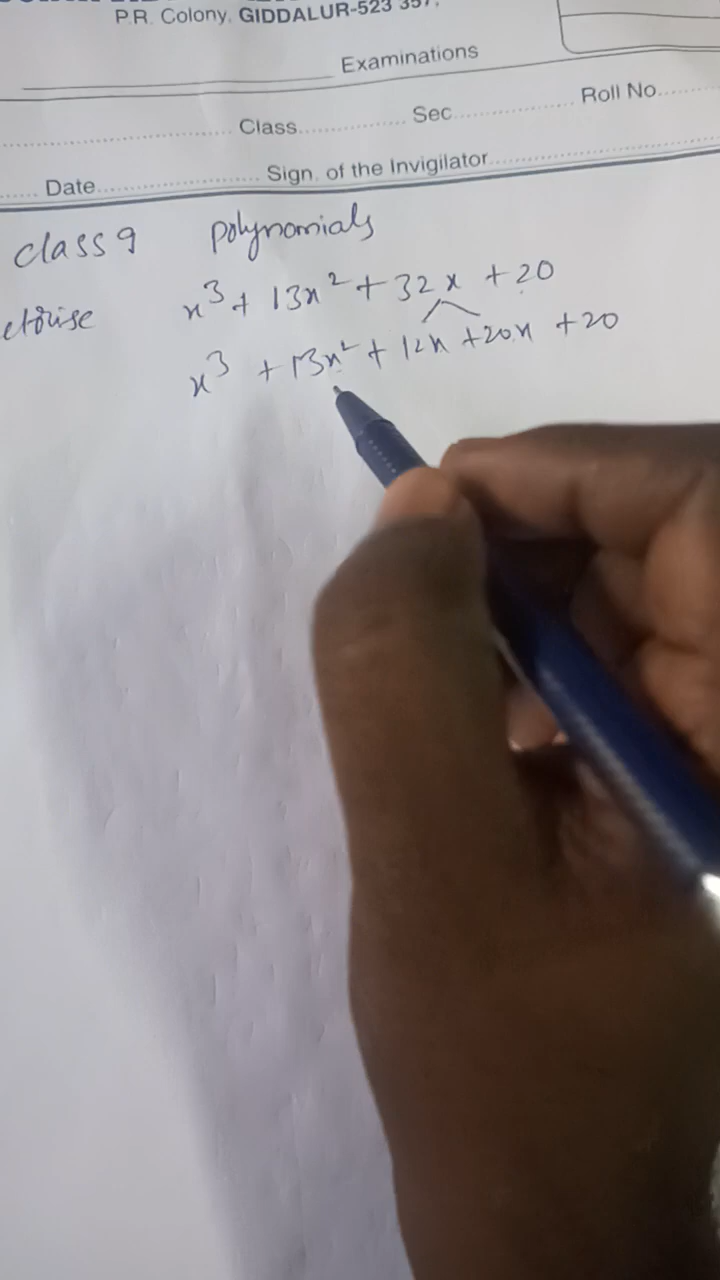 P.R. Colony, GIDDALUR-523 357,
Examinations
Class Sec Roll No
Date Sign. of the Invigilator
class 9 polynomials
x³ + 13x² + 32x + 20
x³ + 13x² + 12x + 20x + 20